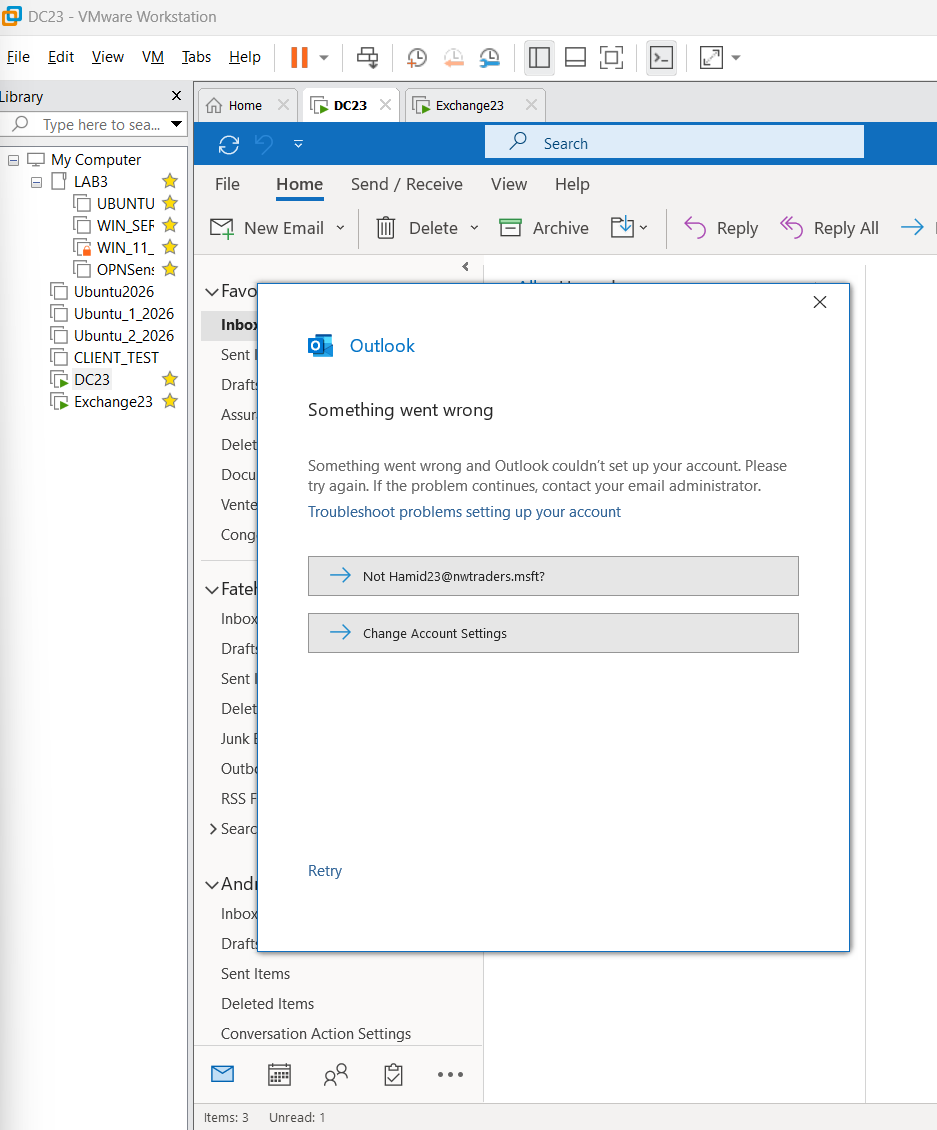 DC23 - VMware Workstation
File Edit View VM Tabs Help
Library
Type here to sea...
My Computer
LAB3
UBUNTU
WIN_SER
WIN_11_
OPNSens
Ubuntu2026
Ubuntu_1_2026
Ubuntu_2_2026
CLIENT_TEST
DC23
Exchange23
Home DC23 Exchange23
Search
File Home Send / Receive View Help
New Email Delete Archive Reply Reply All
Favo
Inbo
Sent I
Drafts
Assur
Delet
Docu
Vente
Cong
Fateh
Inbox
Drafts
Sent I
Delet
Junk E
Outbo
RSS F
Searc
Andr
Inbox
Drafts
Sent Items
Deleted Items
Conversation Action Settings
Outlook
Something went wrong
Something went wrong and Outlook couldn't set up your account. Please
try again. If the problem continues, contact your email administrator.
Troubleshoot problems setting up your account
Not Hamid23@nwtraders.msft?
Change Account Settings
Retry
Items: 3 Unread: 1